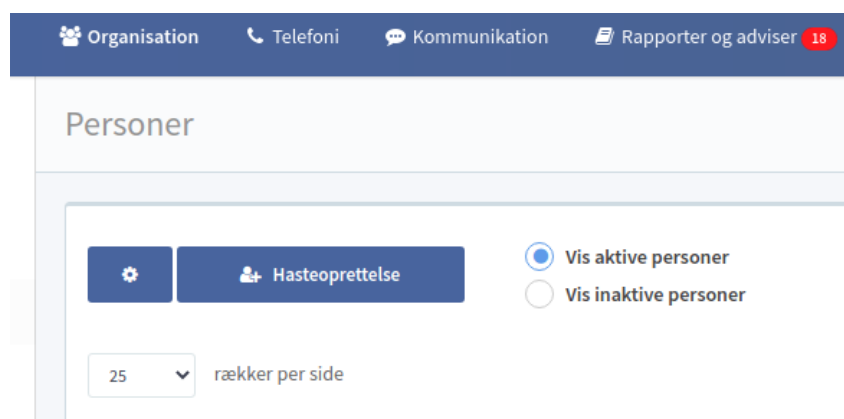 Organisation Telefoni Kommunikation Rapporter og adviser 18
Personer
Hasteoprettelse
Vis aktive personer
Vis inaktive personer
25 rækker per side